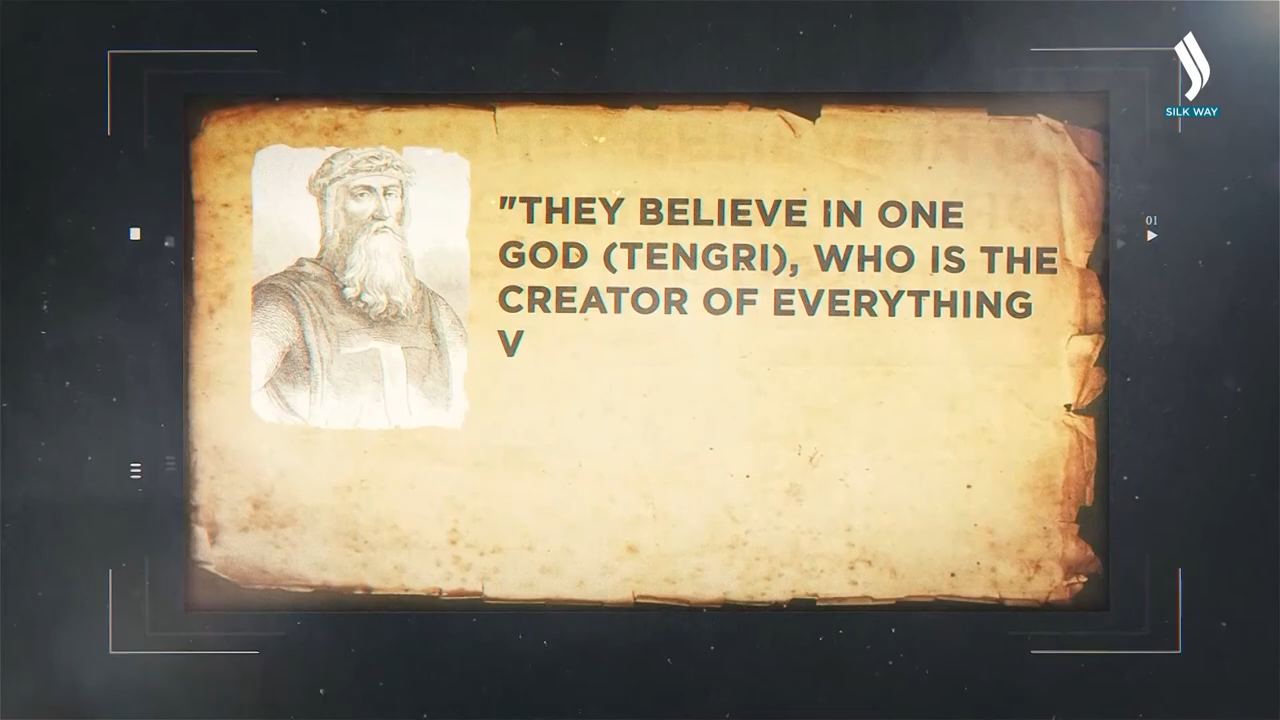 SILK WAY
"THEY BELIEVE IN ONE
GOD (TENGRI), WHO IS THE
CREATOR OF EVERYTHING
V
01